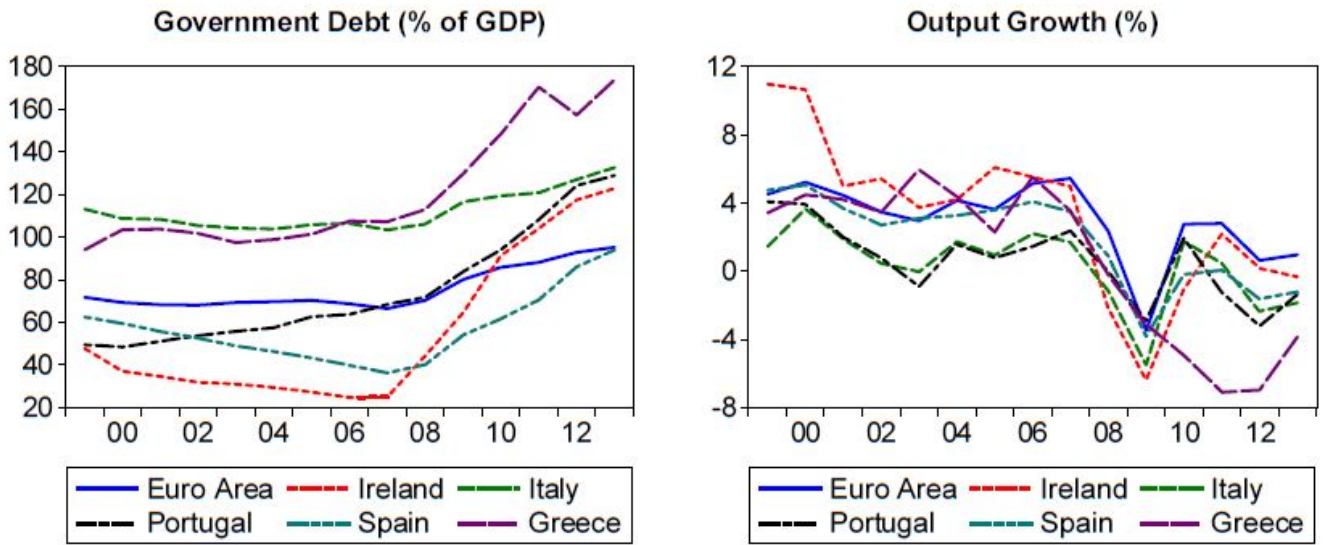 Government Debt (% of GDP)
180
160
140
120
100
80
60
40
20
00 02 04 06 08 10 12
Euro Area Ireland Italy
Portugal Spain Greece
Output Growth (%)
12
8
4
0
-4
-8
00 02 04 06 08 10 12
Euro Area Ireland Italy
Portugal Spain Greece